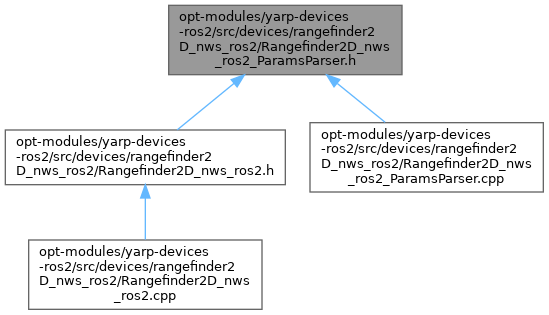 opt-modules/yarp-devices
-ros2/src/devices/rangefinder2
D_nws_ros2/Rangefinder2D_nws
_ros2_ParamsParser.h
opt-modules/yarp-devices
-ros2/src/devices/rangefinder2
D_nws_ros2/Rangefinder2D_nws_ros2.h
opt-modules/yarp-devices
-ros2/src/devices/rangefinder2
D_nws_ros2/Rangefinder2D_nws
_ros2_ParamsParser.cpp
opt-modules/yarp-devices
-ros2/src/devices/rangefinder2
D_nws_ros2/Rangefinder2D_nws
_ros2.cpp